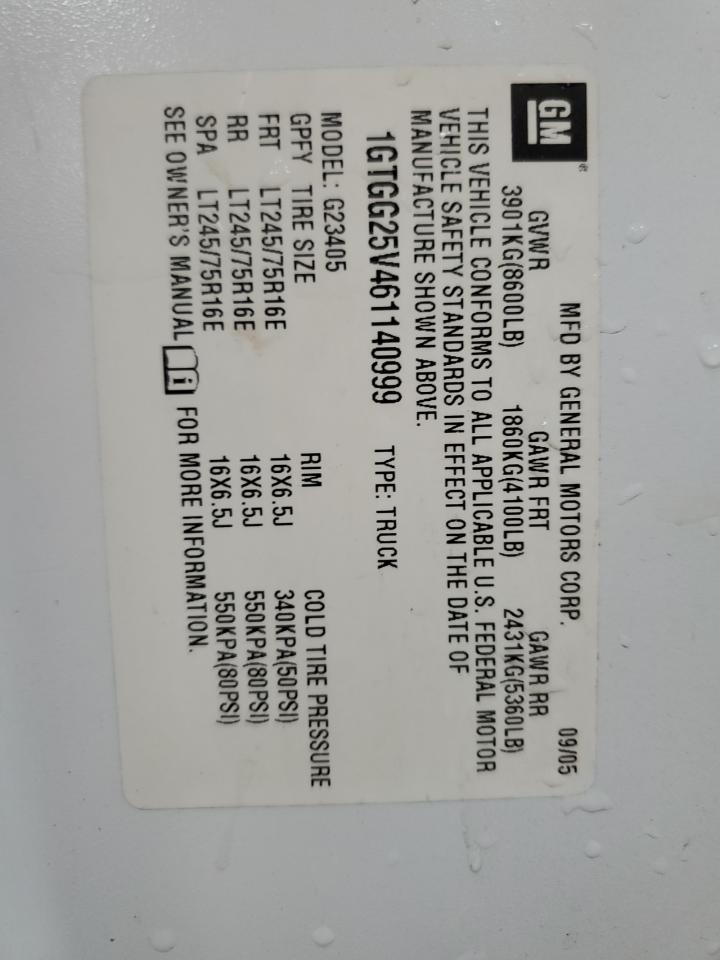 GM®
MFD BY GENERAL MOTORS CORP. 09/05
GVWR GAWR FRT GAWR RR
3901KG(8600LB) 1860KG(4100LB) 2431KG(5360LB)
THIS VEHICLE CONFORMS TO ALL APPLICABLE U.S. FEDERAL MOTOR
VEHICLE SAFETY STANDARDS IN EFFECT ON THE DATE OF
MANUFACTURE SHOWN ABOVE.
1GTGG25V461140999 TYPE: TRUCK
MODEL: G23405
GPFY TIRE SIZE RIM COLD TIRE PRESSURE
FRT LT245/75R16E 16X6.5J 340KPA(50PSI)
RR LT245/75R16E 16X6.5J 550KPA(80PSI)
SPA LT245/75R16E 16X6.5J 550KPA(80PSI)
SEE OWNER'S MANUAL i FOR MORE INFORMATION.